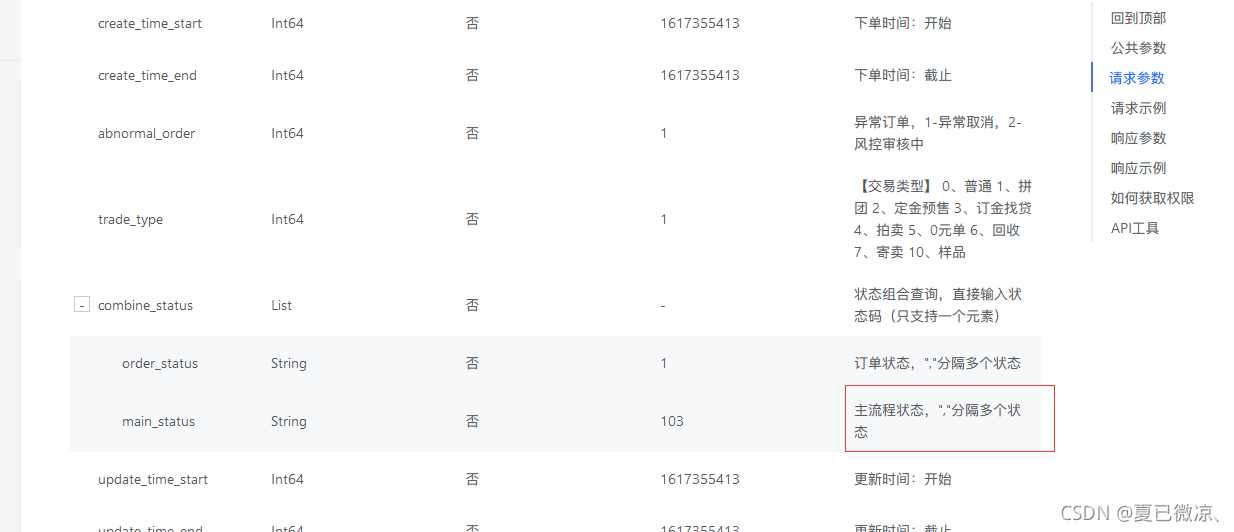 create_time_start Int64 否 1617355413 下单时间：开始
create_time_end Int64 否 1617355413 下单时间：截止
abnormal_order Int64 否 1 异常订单，1-异常取消，2-
风控审核中
trade_type Int64 否 1 【交易类型】 0、普通 1、拼
团 2、定金预售 3、订金找贷
4、拍卖 5、0元单 6、回收
7、寄卖 10、样品
- combine_status List 否 - 状态组合查询，直接输入状
态码（只支持一个元素）
order_status String 否 1 订单状态，","分隔多个状态
main_status String 否 103 主流程状态，","分隔多个状
态
update_time_start Int64 否 1617355413 更新时间：开始
update_time_end Int64 否 1617355413 更新时间：截止
回到顶部
公共参数
请求参数
请求示例
响应参数
响应示例
如何获取权限
API工具
CSDN @夏已微凉、